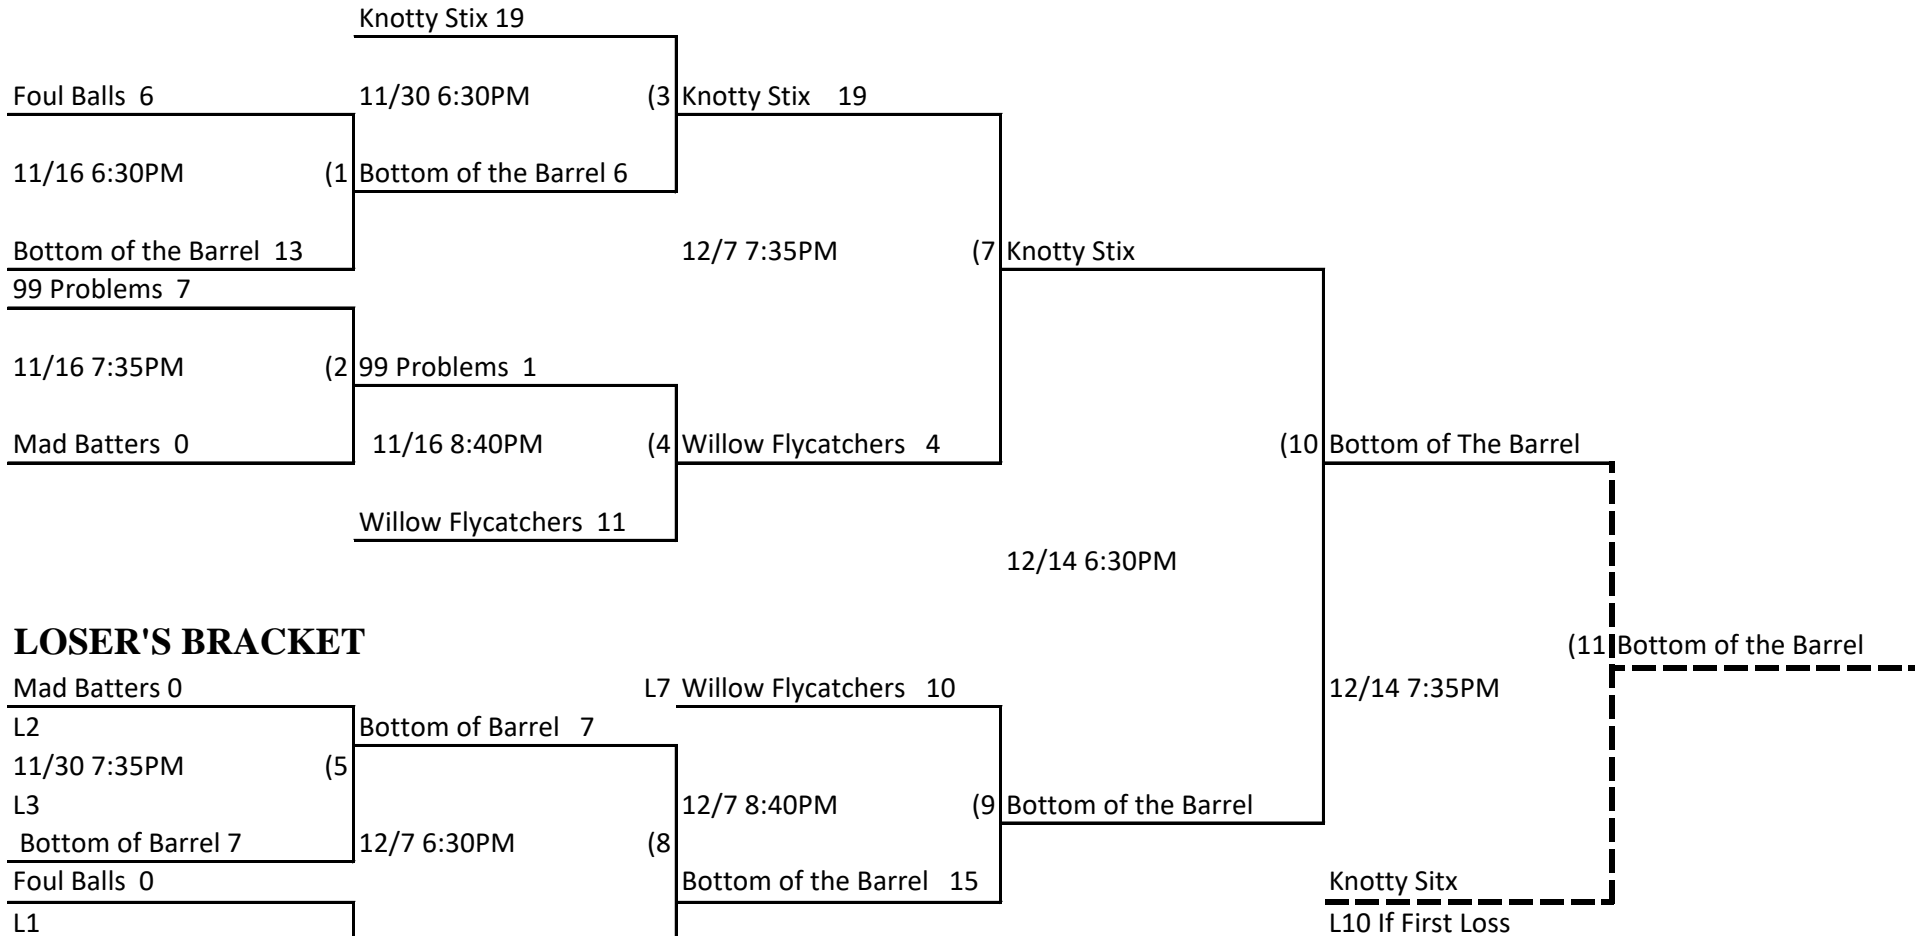 Knotty Stix 19
Foul Balls  6
11/30 6:30PM
(3
Knotty Stix    19
11/16 6:30PM
(1
Bottom of the Barrel 6
Bottom of the Barrel  13
12/7 7:35PM
(7
Knotty Stix
99 Problems  7
11/16 7:35PM
(2
99 Problems  1
Mad Batters  0
11/16 8:40PM
(4
Willow Flycatchers   4
(10
Bottom of The Barrel
Willow Flycatchers  11
12/14 6:30PM
LOSER'S BRACKET
(11
Bottom of the Barrel
Mad Batters 0
L7
Willow Flycatchers   10
12/14 7:35PM
L2
Bottom of Barrel   7
11/30 7:35PM
(5
L3
12/7 8:40PM
(9
Bottom of the Barrel
Bottom of Barrel 7
12/7 6:30PM
(8
Foul Balls  0
Bottom of the Barrel   15
Knotty Sitx
L1
L10 If First Loss